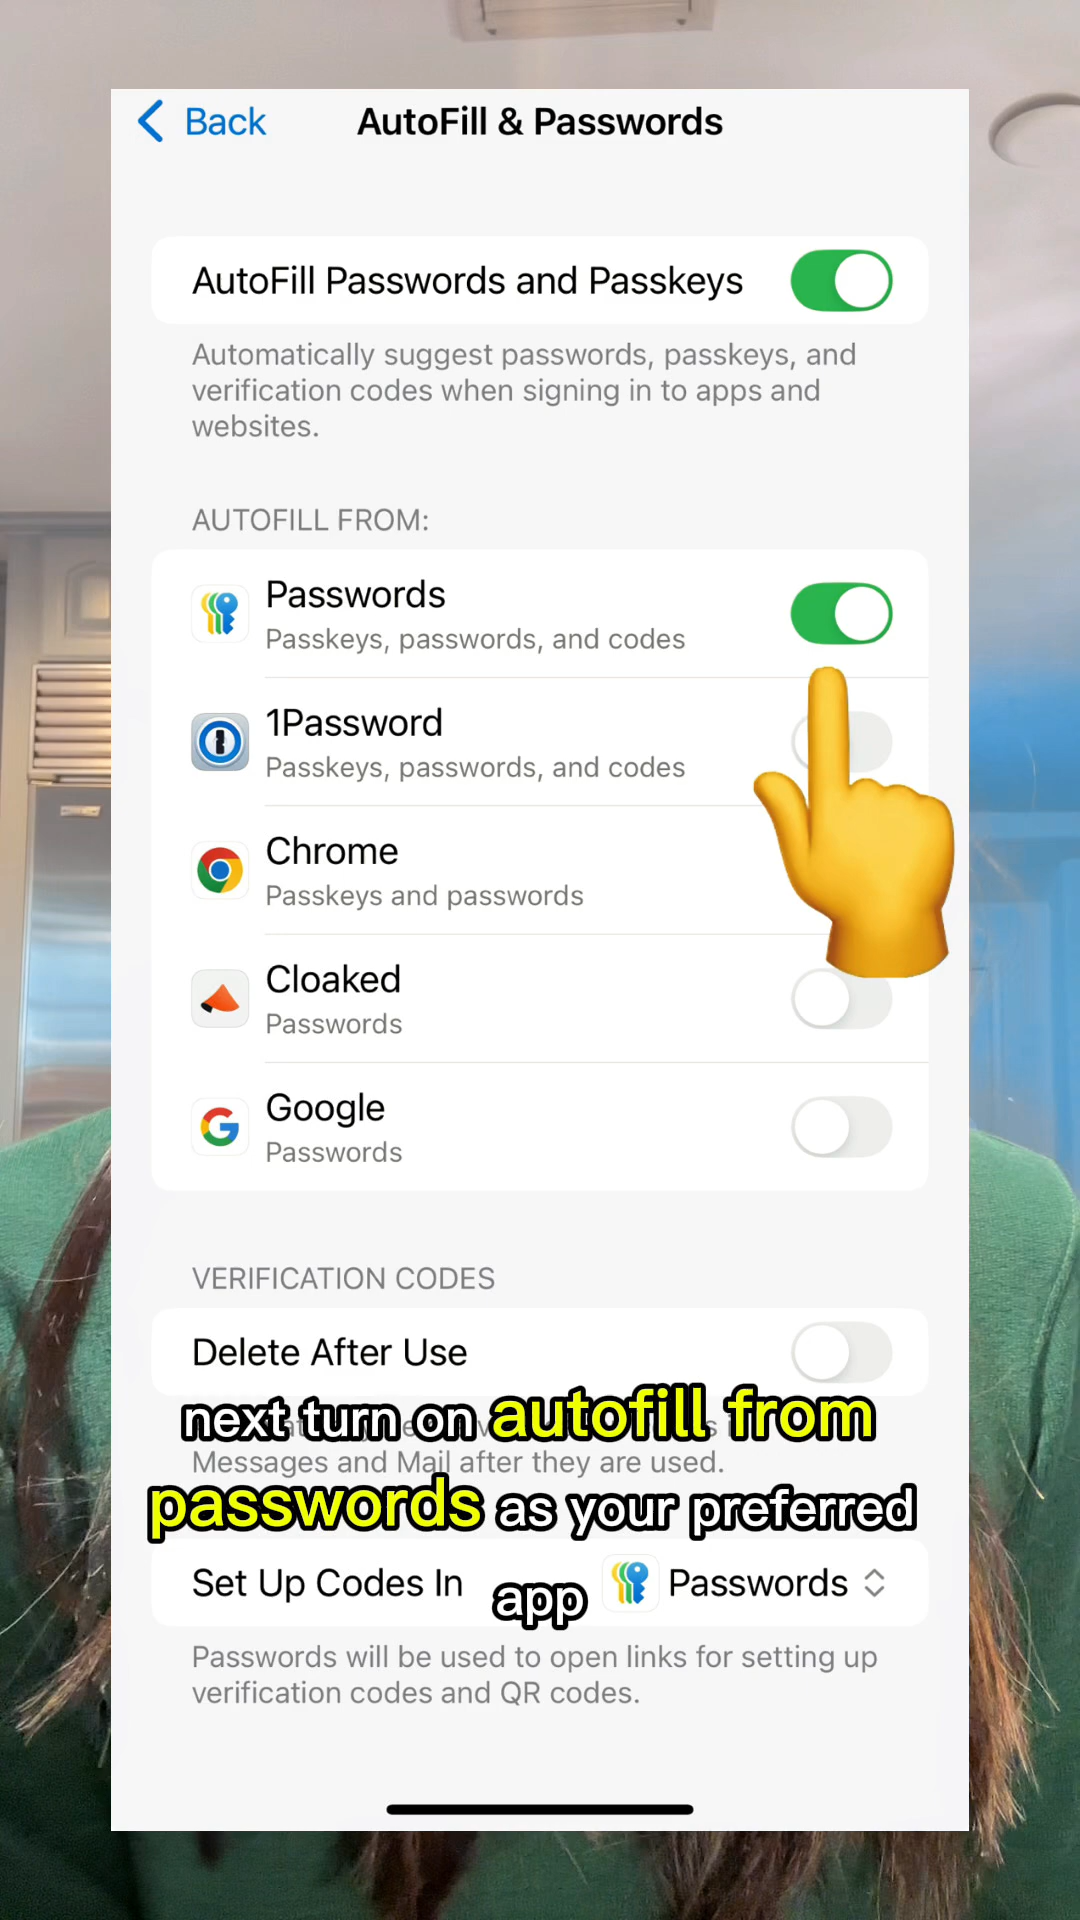 Back
AutoFill & Passwords
AutoFill Passwords and Passkeys
Automatically suggest passwords, passkeys, and
verification codes when signing in to apps and
websites.
AUTOFILL FROM:
Passwords
Passkeys, passwords, and codes
1Password
Passkeys, passwords, and codes
Chrome
Passkeys and passwords
Cloaked
Passwords
Google
Passwords
VERIFICATION CODES
Delete After Use
next turn on autofill from
Messages and Mail after they are used.
passwords as your preferred
app
Set Up Codes In
Passwords
Passwords will be used to open links for setting up
verification codes and QR codes.